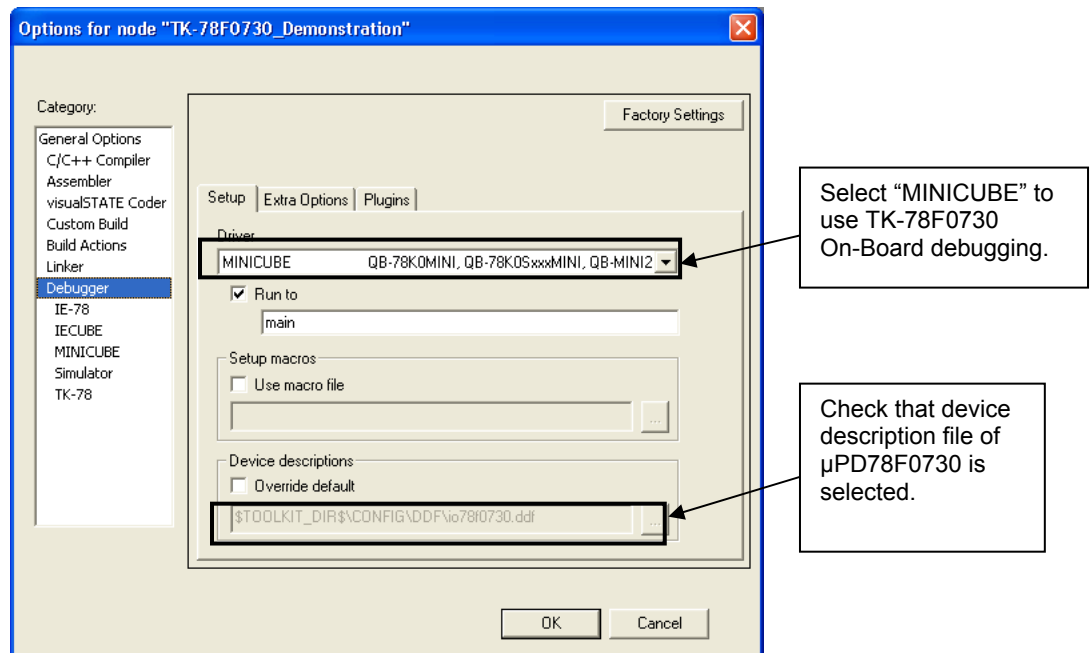 Options for node "TK-78F0730_Demonstration"
Category:
General Options
C/C++ Compiler
Assembler
visualSTATE Coder
Custom Build
Build Actions
Linker
Debugger
IE-78
IECUBE
MINICUBE
Simulator
TK-78
Factory Settings
Setup
Extra Options
Plugins
Driver
MINICUBE QB-78K0MINI, QB-78K0SxxxMINI, QB-MINI2
Run to
main
Setup macros
Use macro file
...
Device descriptions
Override default
$TOOLKIT_DIR$\CONFIG\DDF\io78f0730.ddf
...
OK
Cancel
Select “MINICUBE” to
use TK-78F0730
On-Board debugging.
Check that device
description file of
µPD78F0730 is
selected.